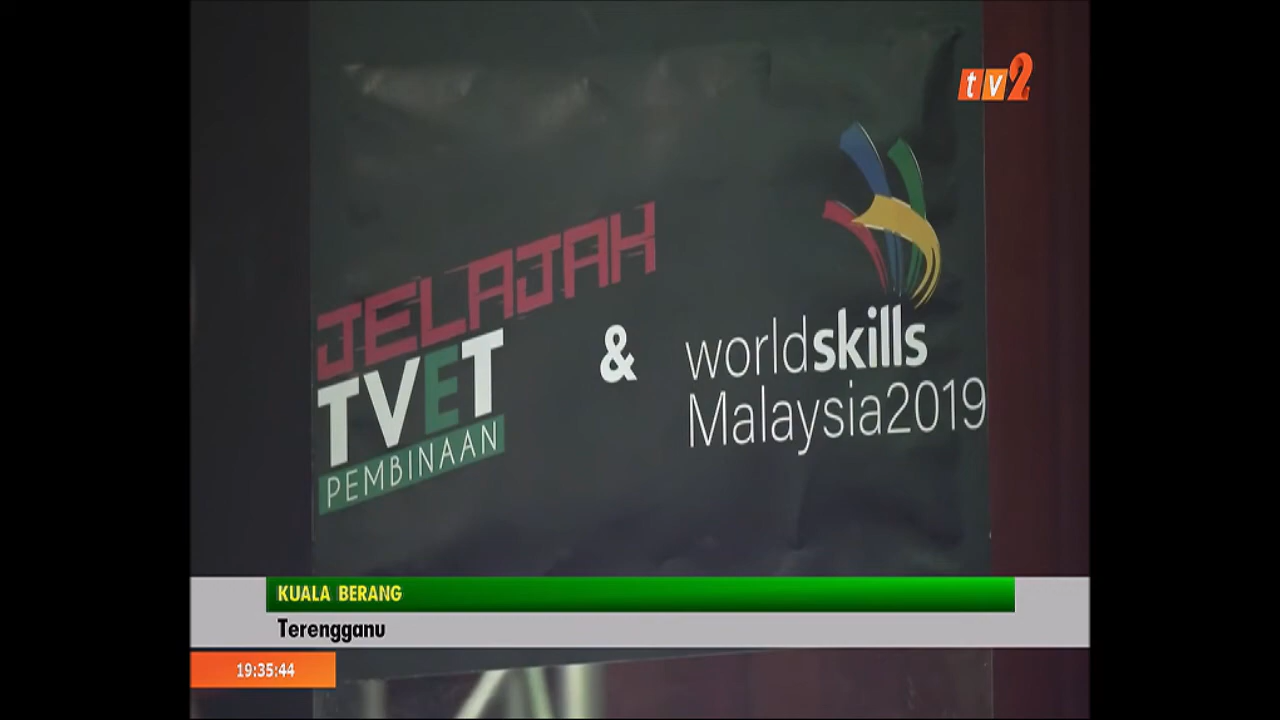 tv2
JELAJAH
TVET
PEMBINAAN
&
worldskills
Malaysia2019
KUALA BERANG
Terengganu
19:35:44